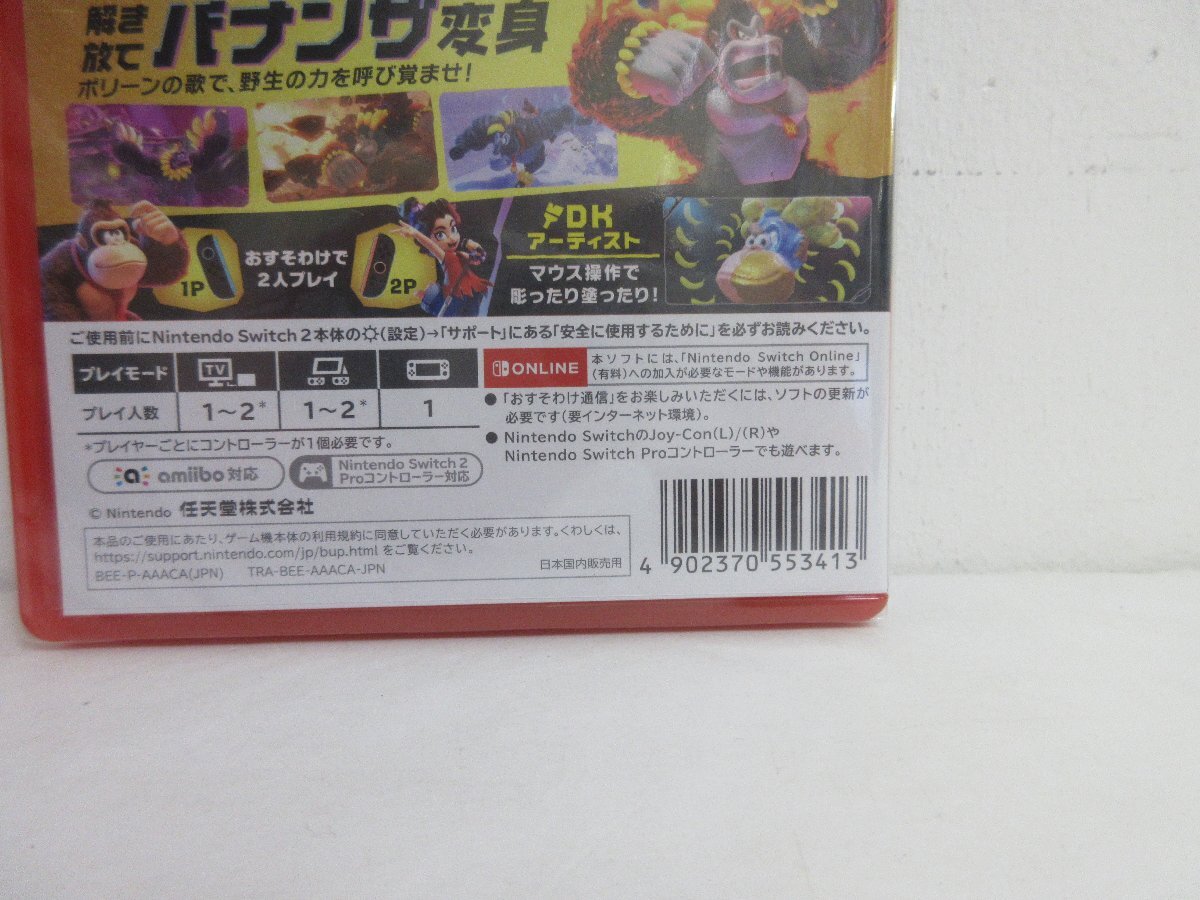 解き
放て バナンザ変身
ポリーンの歌で、野生の力を呼び覚ませ!
1P
おすそわけで
2人プレイ
2P
DK
アーティスト
マウス操作で
彫ったり塗ったり!
ご使用前にNintendo Switch 2本体の(設定)→「サポート」にある「安全に使用するために」を必ずお読みください。
プレイモード TV
プレイ人数 1〜2* 1〜2* 1
*プレイヤーごとにコントローラーが1個必要です。
amiibo 対応
Nintendo Switch 2
Proコントローラー対応
ONLINE
本ソフトには、「Nintendo Switch Online」
(有料)への加入が必要なモードや機能があります。
● 「おすそわけ通信」をお楽しみいただくには、ソフトの更新が
必要です(要インターネット環境)。
● Nintendo SwitchのJoy-Con(L)/(R)や
Nintendo Switch Proコントローラーでも遊べます。
© Nintendo 任天堂株式会社
本品のご使用にあたり、ゲーム機本体の利用規約に同意していただく必要があります。くわしくは、
https://support.nintendo.com/jp/bup.html をご覧ください。
BEE-P-AAACA(JPN) TRA-BEE-AAACA-JPN
日本国内販売用
4 902370 553413